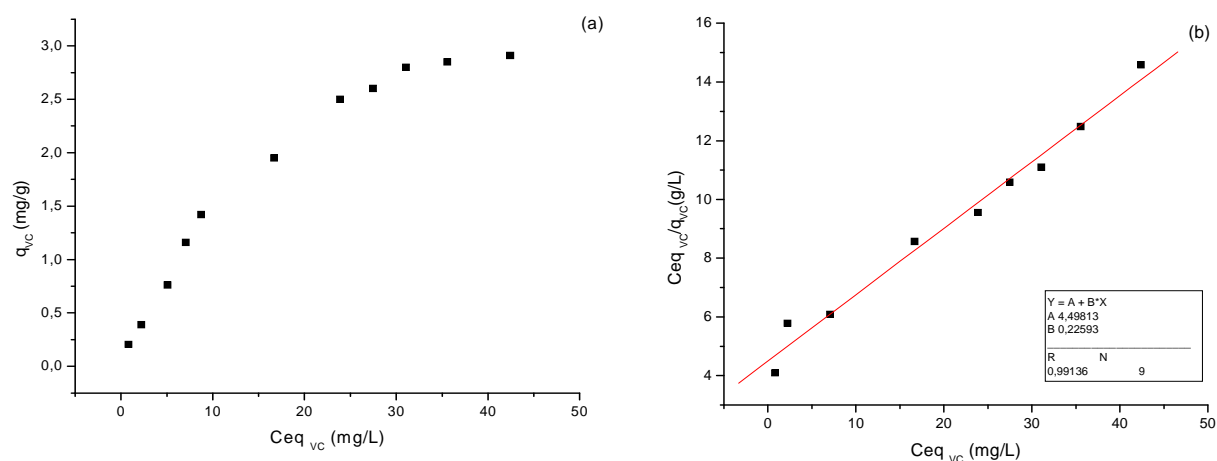 (a)
3,0
2,5
2,0
1,5
1,0
0,5
0,0
q VC (mg/g)
0 10 20 30 40 50
Ceq VC (mg/L)
(b)
16
14
12
10
8
6
4
Ceq VC/q VC(g/L)
Y = A + B*X
A 4,49813
B 0,22593
R N
0,99136 9
0 10 20 30 40 50
Ceq VC (mg/L)